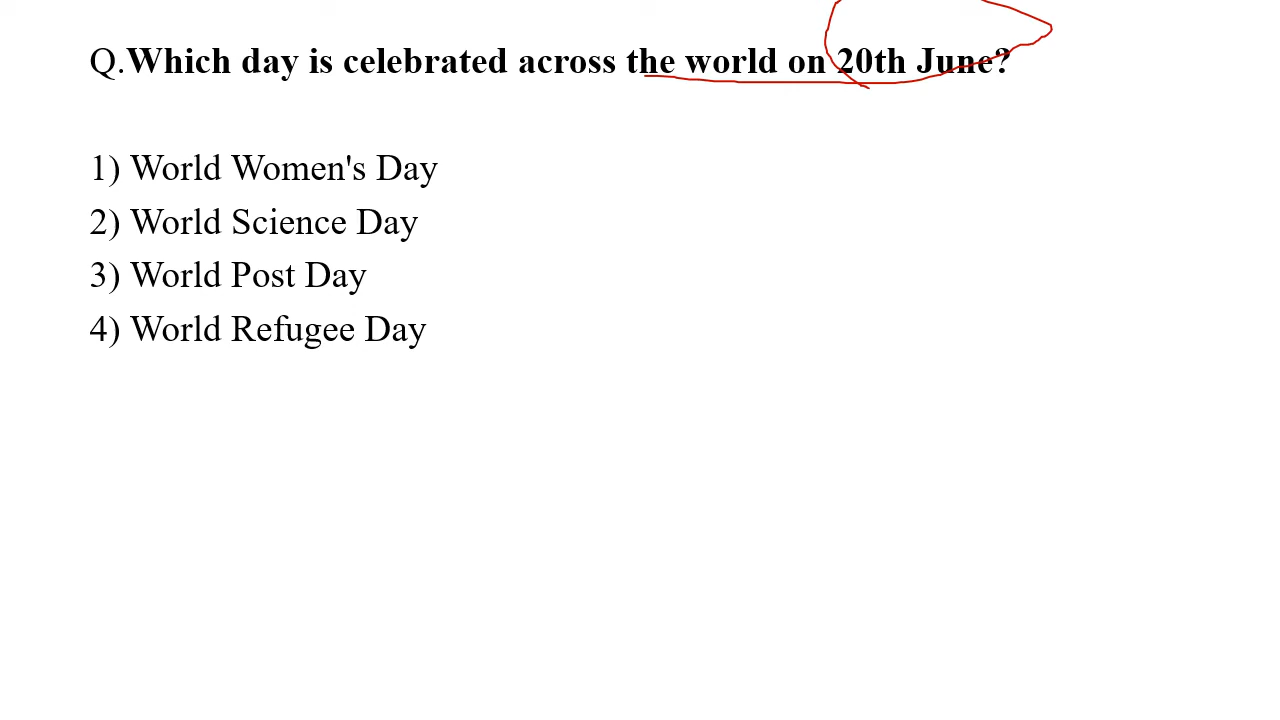 Q.Which day is celebrated across the world on 20th June?
1) World Women's Day
2) World Science Day
3) World Post Day
4) World Refugee Day